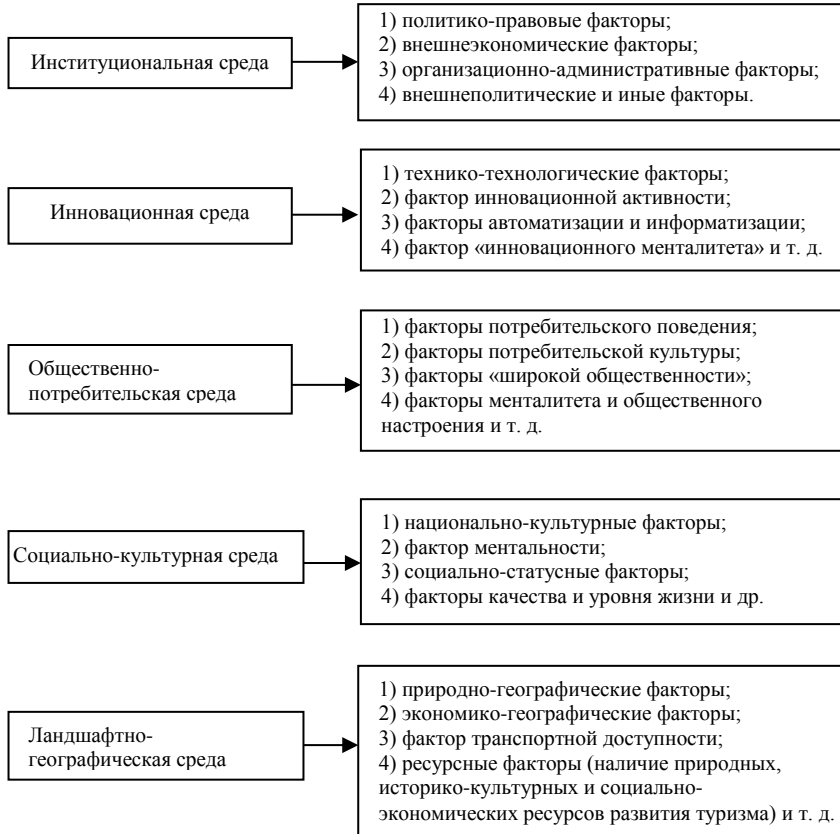 Институциональная среда
1) политико-правовые факторы;
2) внешнеэкономические факторы;
3) организационно-административные факторы;
4) внешнеполитические и иные факторы.
Инновационная среда
1) технико-технологические факторы;
2) фактор инновационной активности;
3) факторы автоматизации и информатизации;
4) фактор «инновационного менталитета» и т. д.
Общественно-
потребительская среда
1) факторы потребительского поведения;
2) факторы потребительской культуры;
3) факторы «широкой общественности»;
4) факторы менталитета и общественного
настроения и т. д.
Социально-культурная среда
1) национально-культурные факторы;
2) фактор ментальности;
3) социально-статусные факторы;
4) факторы качества и уровня жизни и др.
Ландшафтно-
географическая среда
1) природно-географические факторы;
2) экономико-географические факторы;
3) фактор транспортной доступности;
4) ресурсные факторы (наличие природных,
историко-культурных и социально-
экономических ресурсов развития туризма) и т. д.